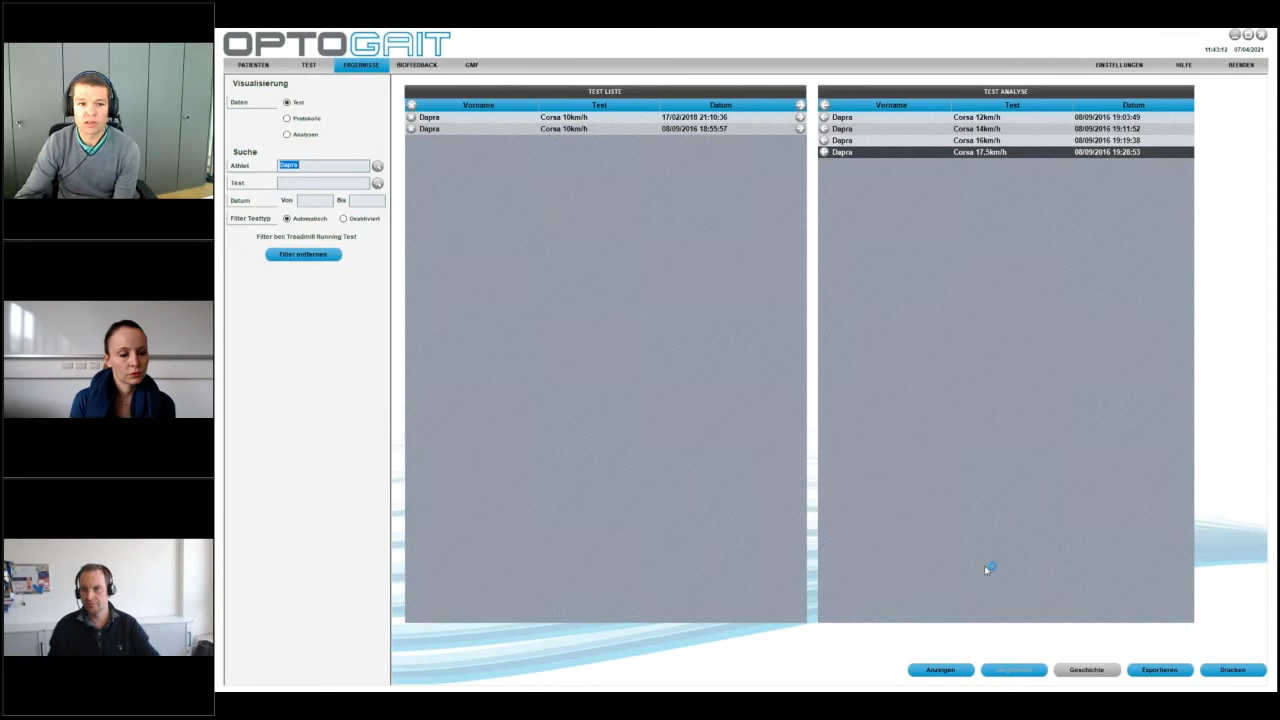 OPTOGAIT
11:43:12 07/04/2021
PATIENTEN TEST ERGEBNISSE BIOFEEDBACK GMF EINSTELLUNGEN HILFE BEENDEN
Visualisierung
Daten Test
Protokolle
Analysen
Suche
Athlet Dapra
Test
Datum Von Bis
Filter Testtyp Automatisch Deaktiviert
Filter bei: Treadmill Running Test
Filter entfernen
TEST LISTE
Vorname Test Datum
Dapra Corsa 10km/h 17/02/2018 21:10:36
Dapra Corsa 10km/h 08/09/2016 18:55:57
TEST ANALYSE
Vorname Test Datum
Dapra Corsa 12km/h 08/09/2016 19:03:49
Dapra Corsa 14km/h 08/09/2016 19:11:52
Dapra Corsa 16km/h 08/09/2016 19:19:38
Dapra Corsa 17,5km/h 08/09/2016 19:28:53
Anzeigen Geschichte Exportieren Drucken